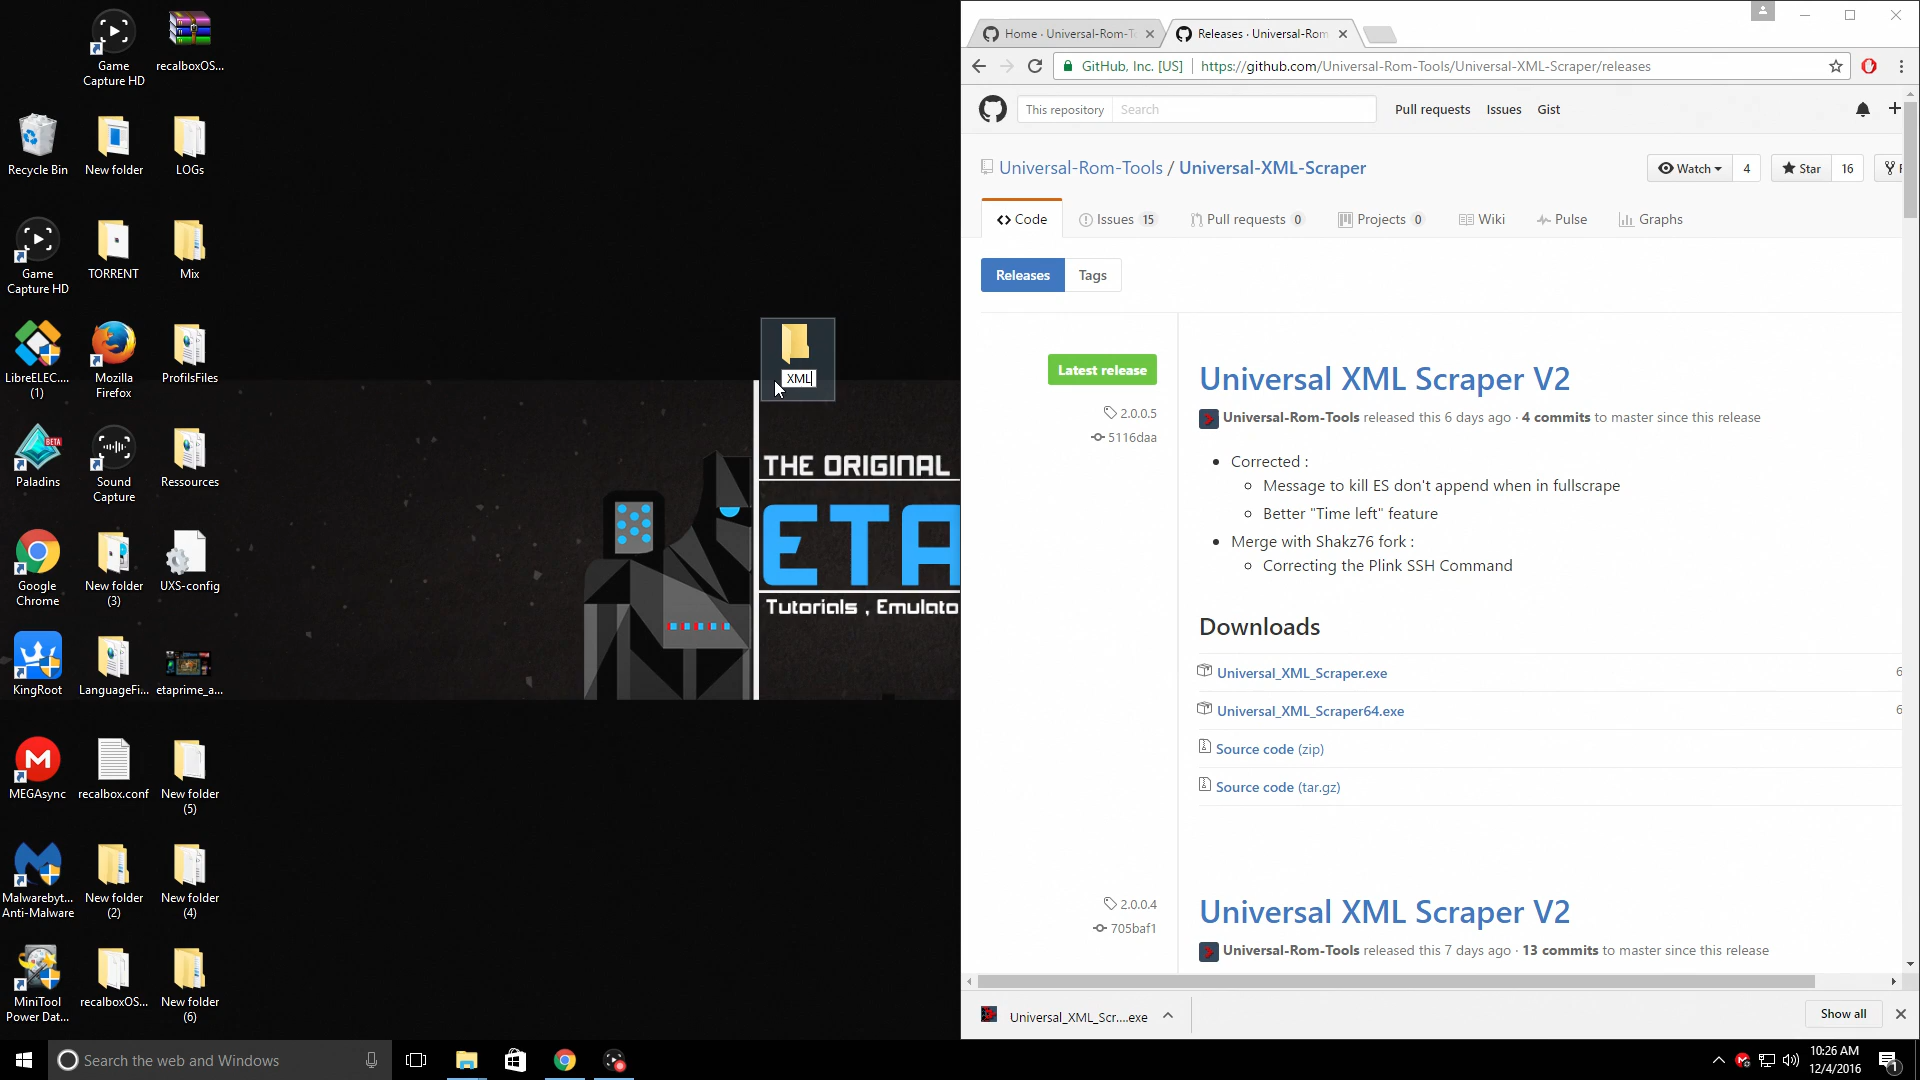 Game
Capture HD
recalboxOS...
Recycle Bin
New folder
LOGs
Game
Capture HD
TORRENT
Mix
LibreELEC....
(1)
Mozilla
Firefox
ProfilsFiles
BETA
Paladins
Sound
Capture
Ressources
Google
Chrome
New folder
(3)
UXS-config
KingRoot
LanguageFi...
etaprime_a...
MEGAsync
recalbox.conf
New folder
(5)
Malwarebyt...
Anti-Malware
New folder
(2)
New folder
(4)
MiniTool
Power Dat...
recalboxOS...
New folder
(6)
XML
THE ORIGINAL
ETA
Tutorials , Emulato
Home · Universal-Rom-To
Releases · Universal-Rom
GitHub, Inc. [US]
https://github.com/Universal-Rom-Tools/Universal-XML-Scraper/releases
This repository
Search
Pull requests
Issues
Gist
Universal-Rom-Tools / Universal-XML-Scraper
Watch
4
Star
16
Code
Issues 15
Pull requests 0
Projects 0
Wiki
Pulse
Graphs
Releases
Tags
Latest release
2.0.0.5
5116daa
Universal XML Scraper V2
Universal-Rom-Tools released this 6 days ago · 4 commits to master since this release
Corrected :
Message to kill ES don't append when in fullscrape
Better "Time left" feature
Merge with Shakz76 fork :
Correcting the Plink SSH Command
Downloads
Universal_XML_Scraper.exe
6
Universal_XML_Scraper64.exe
6
Source code (zip)
Source code (tar.gz)
2.0.0.4
705baf1
Universal XML Scraper V2
Universal-Rom-Tools released this 7 days ago · 13 commits to master since this release
Universal_XML_Scr....exe
Show all
Search the web and Windows
10:26 AM
12/4/2016
1